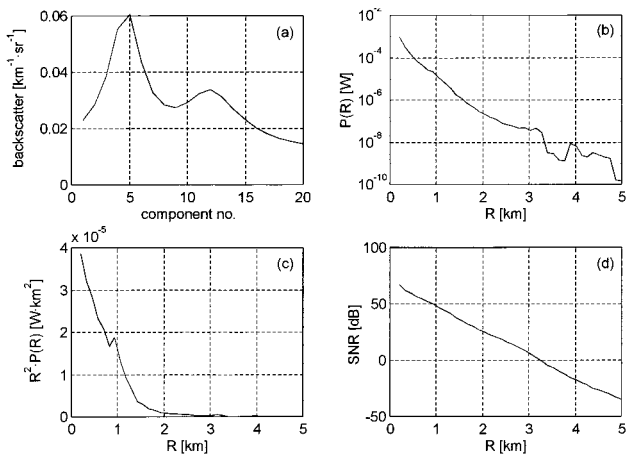 (a)
backscatter [km⁻¹·sr⁻¹]
0.06
0.04
0.02
0
0 5 10 15 20
component no.
(b)
P(R) [W]
10⁻²
10⁻⁴
10⁻⁶
10⁻⁸
10⁻¹⁰
0 1 2 3 4 5
R [km]
(c)
x 10⁻⁵
R²·P(R) [W·km²]
4
3
2
1
0
0 1 2 3 4 5
R [km]
(d)
SNR [dB]
100
50
0
-50
0 1 2 3 4 5
R [km]